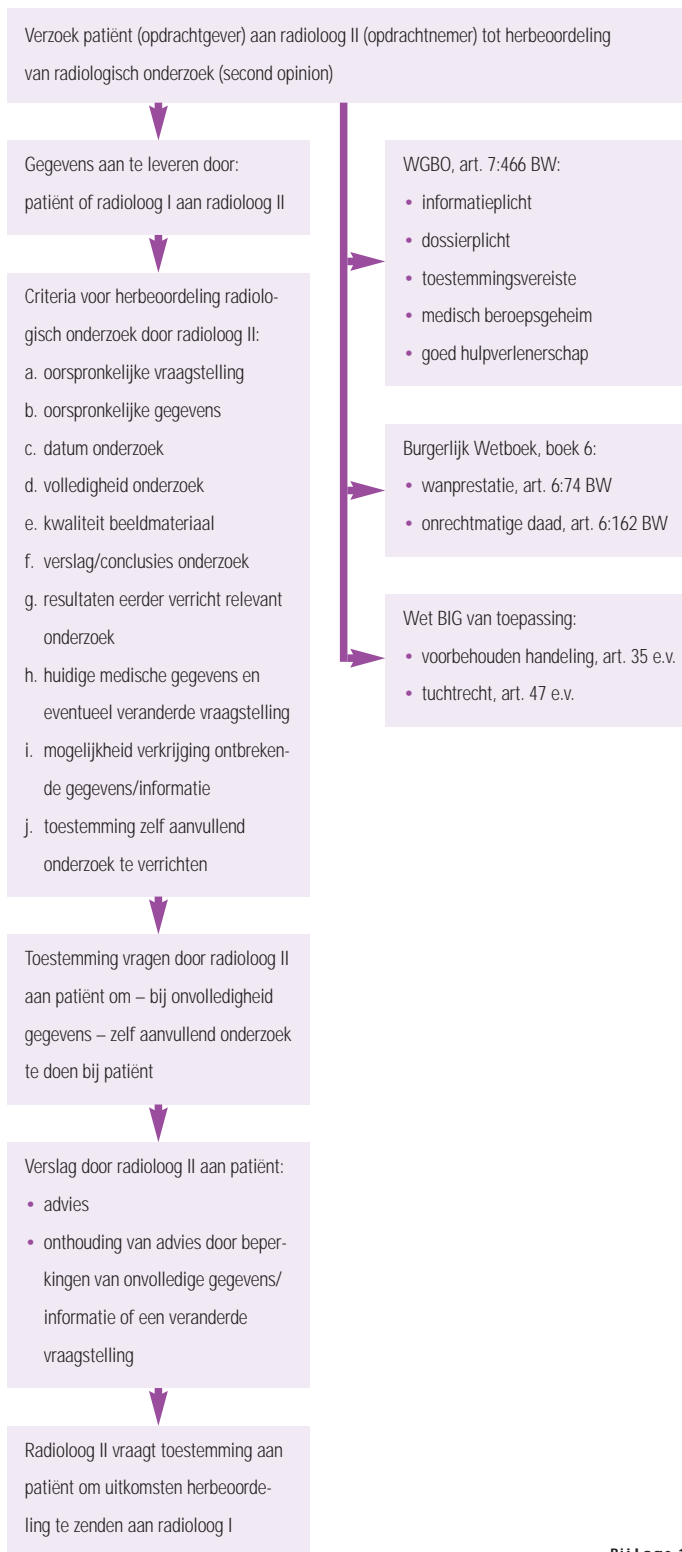 Verzoek patiënt (opdrachtgever) aan radioloog II (opdrachtnemer) tot herbeoordeling
van radiologisch onderzoek (second opinion)
Gegevens aan te leveren door:
patiënt of radioloog I aan radioloog II
Criteria voor herbeoordeling radiolo-
gisch onderzoek door radioloog II:
a. oorspronkelijke vraagstelling
b. oorspronkelijke gegevens
c. datum onderzoek
d. volledigheid onderzoek
e. kwaliteit beeldmateriaal
f. verslag/conclusies onderzoek
g. resultaten eerder verricht relevant
onderzoek
h. huidige medische gegevens en
eventueel veranderde vraagstelling
i. mogelijkheid verkrijging ontbreken-
de gegevens/informatie
j. toestemming zelf aanvullend
onderzoek te verrichten
Toestemming vragen door radioloog II
aan patiënt om – bij onvolledigheid
gegevens – zelf aanvullend onderzoek
te doen bij patiënt
Verslag door radioloog II aan patiënt:
• advies
• onthouding van advies door beper-
kingen van onvolledige gegevens/
informatie of een veranderde
vraagstelling
Radioloog II vraagt toestemming aan
patiënt om uitkomsten herbeoorde-
ling te zenden aan radioloog I
WGBO, art. 7:466 BW:
• informatieplicht
• dossierplicht
• toestemmingsvereiste
• medisch beroepsgeheim
• goed hulpverlenerschap
Burgerlijk Wetboek, boek 6:
• wanprestatie, art. 6:74 BW
• onrechtmatige daad, art. 6:162 BW
Wet BIG van toepassing:
• voorbehouden handeling, art. 35 e.v.
• tuchtrecht, art. 47 e.v.